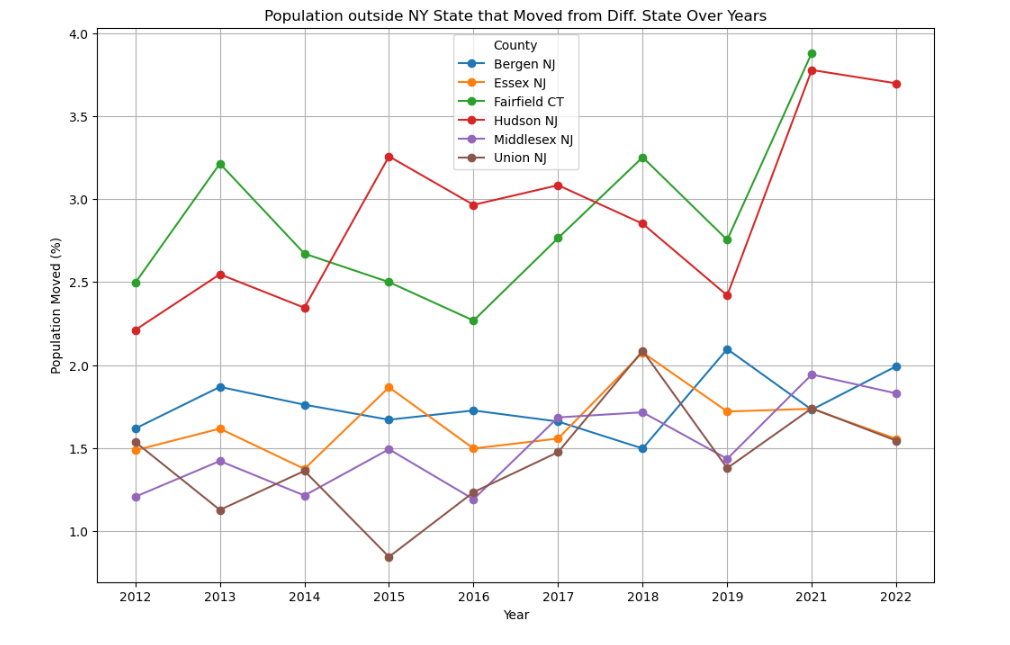 Population outside NY State that Moved from Diff. State Over Years
County
Bergen NJ
Essex NJ
Fairfield CT
Hudson NJ
Middlesex NJ
Union NJ
Population Moved (%)
4.0
3.5
3.0
2.5
2.0
1.5
1.0
2012 2013 2014 2015 2016 2017 2018 2019 2021 2022
Year